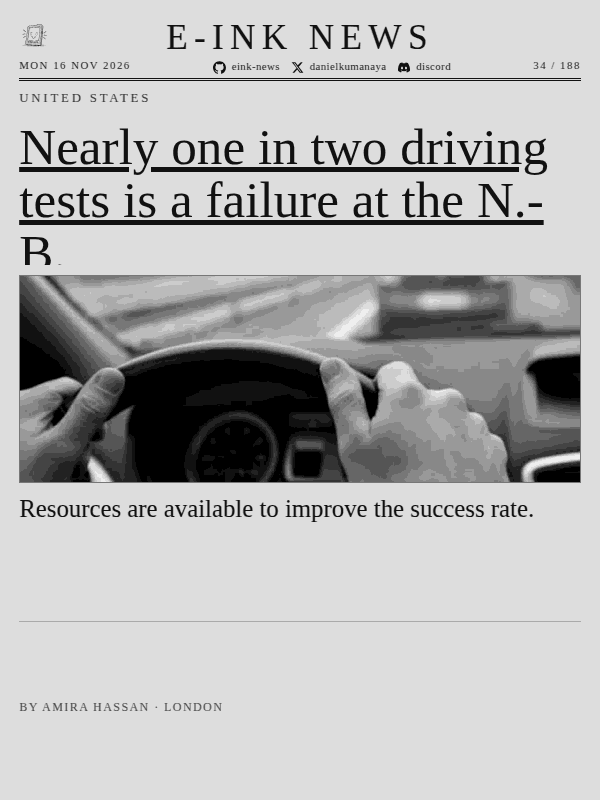 E-INK NEWS
MON 16 NOV 2026
eink-news danielkumanaya discord
34 / 188
UNITED STATES
Nearly one in two driving
tests is a failure at the N.-
B.
Resources are available to improve the success rate.
BY AMIRA HASSAN · LONDON